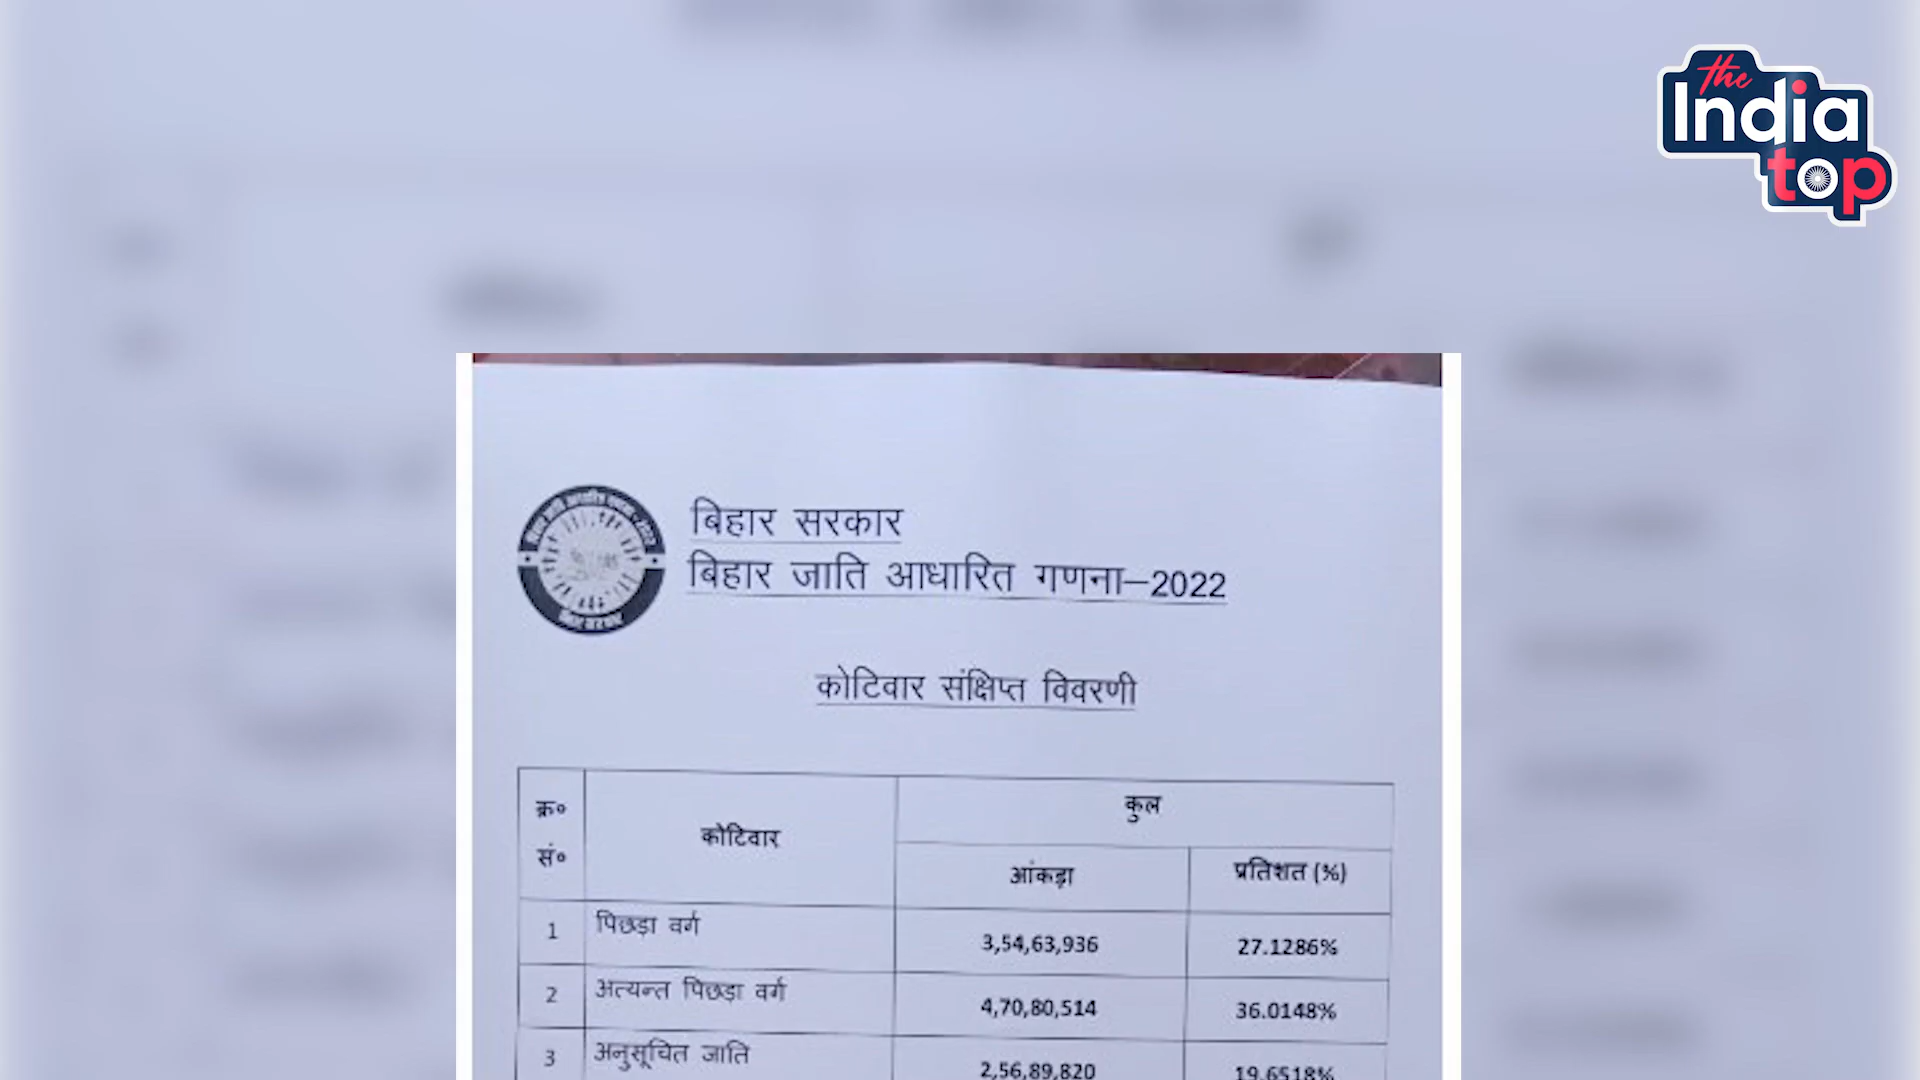 the
India
top
बिहार सरकार
बिहार जाति आधारित गणना–2022
कोटिवार संक्षिप्त विवरणी
क्र० सं०
कोटिवार
कुल
आंकड़ा
प्रतिशत (%)
1 पिछड़ा वर्ग 3,54,63,936 27.1286%
2 अत्यन्त पिछड़ा वर्ग 4,70,80,514 36.0148%
3 अनुसूचित जाति 2,56,89,820 19.6518%